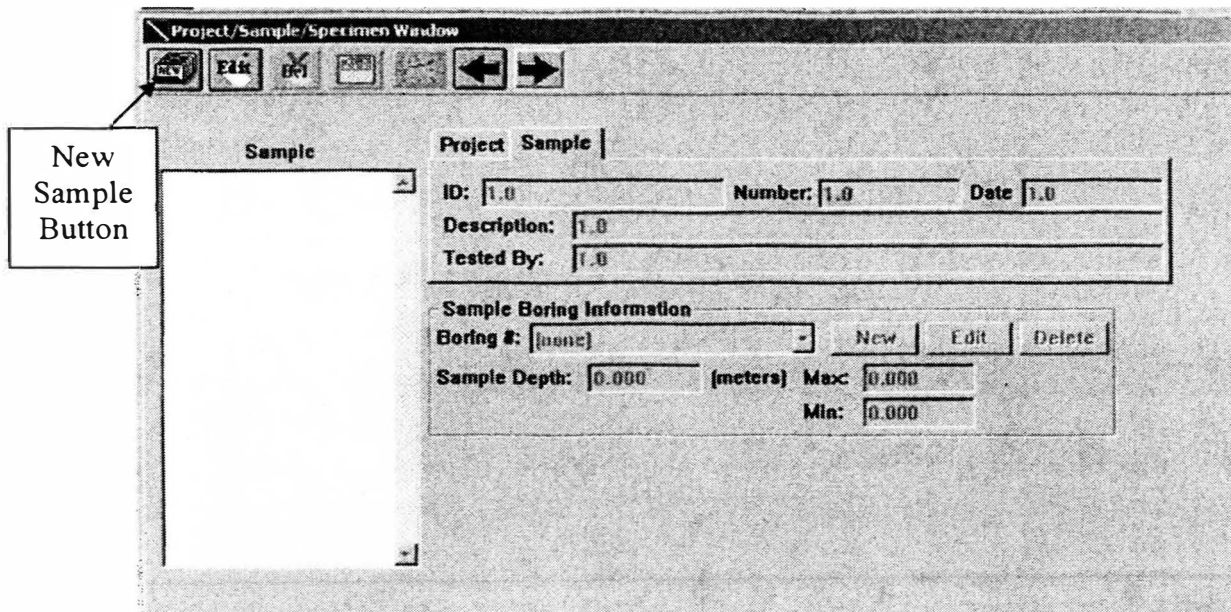 Project/Sample/Specimen Window
NEW Edit Del
New
Sample
Button
Sample
Project Sample
ID: 1.0 Number: 1.0 Date 1.0
Description: 1.0
Tested By: 1.0
Sample Boring Information
Boring #: (none) New Edit Delete
Sample Depth: 0.000 (meters) Max: 0.000
Min: 0.000